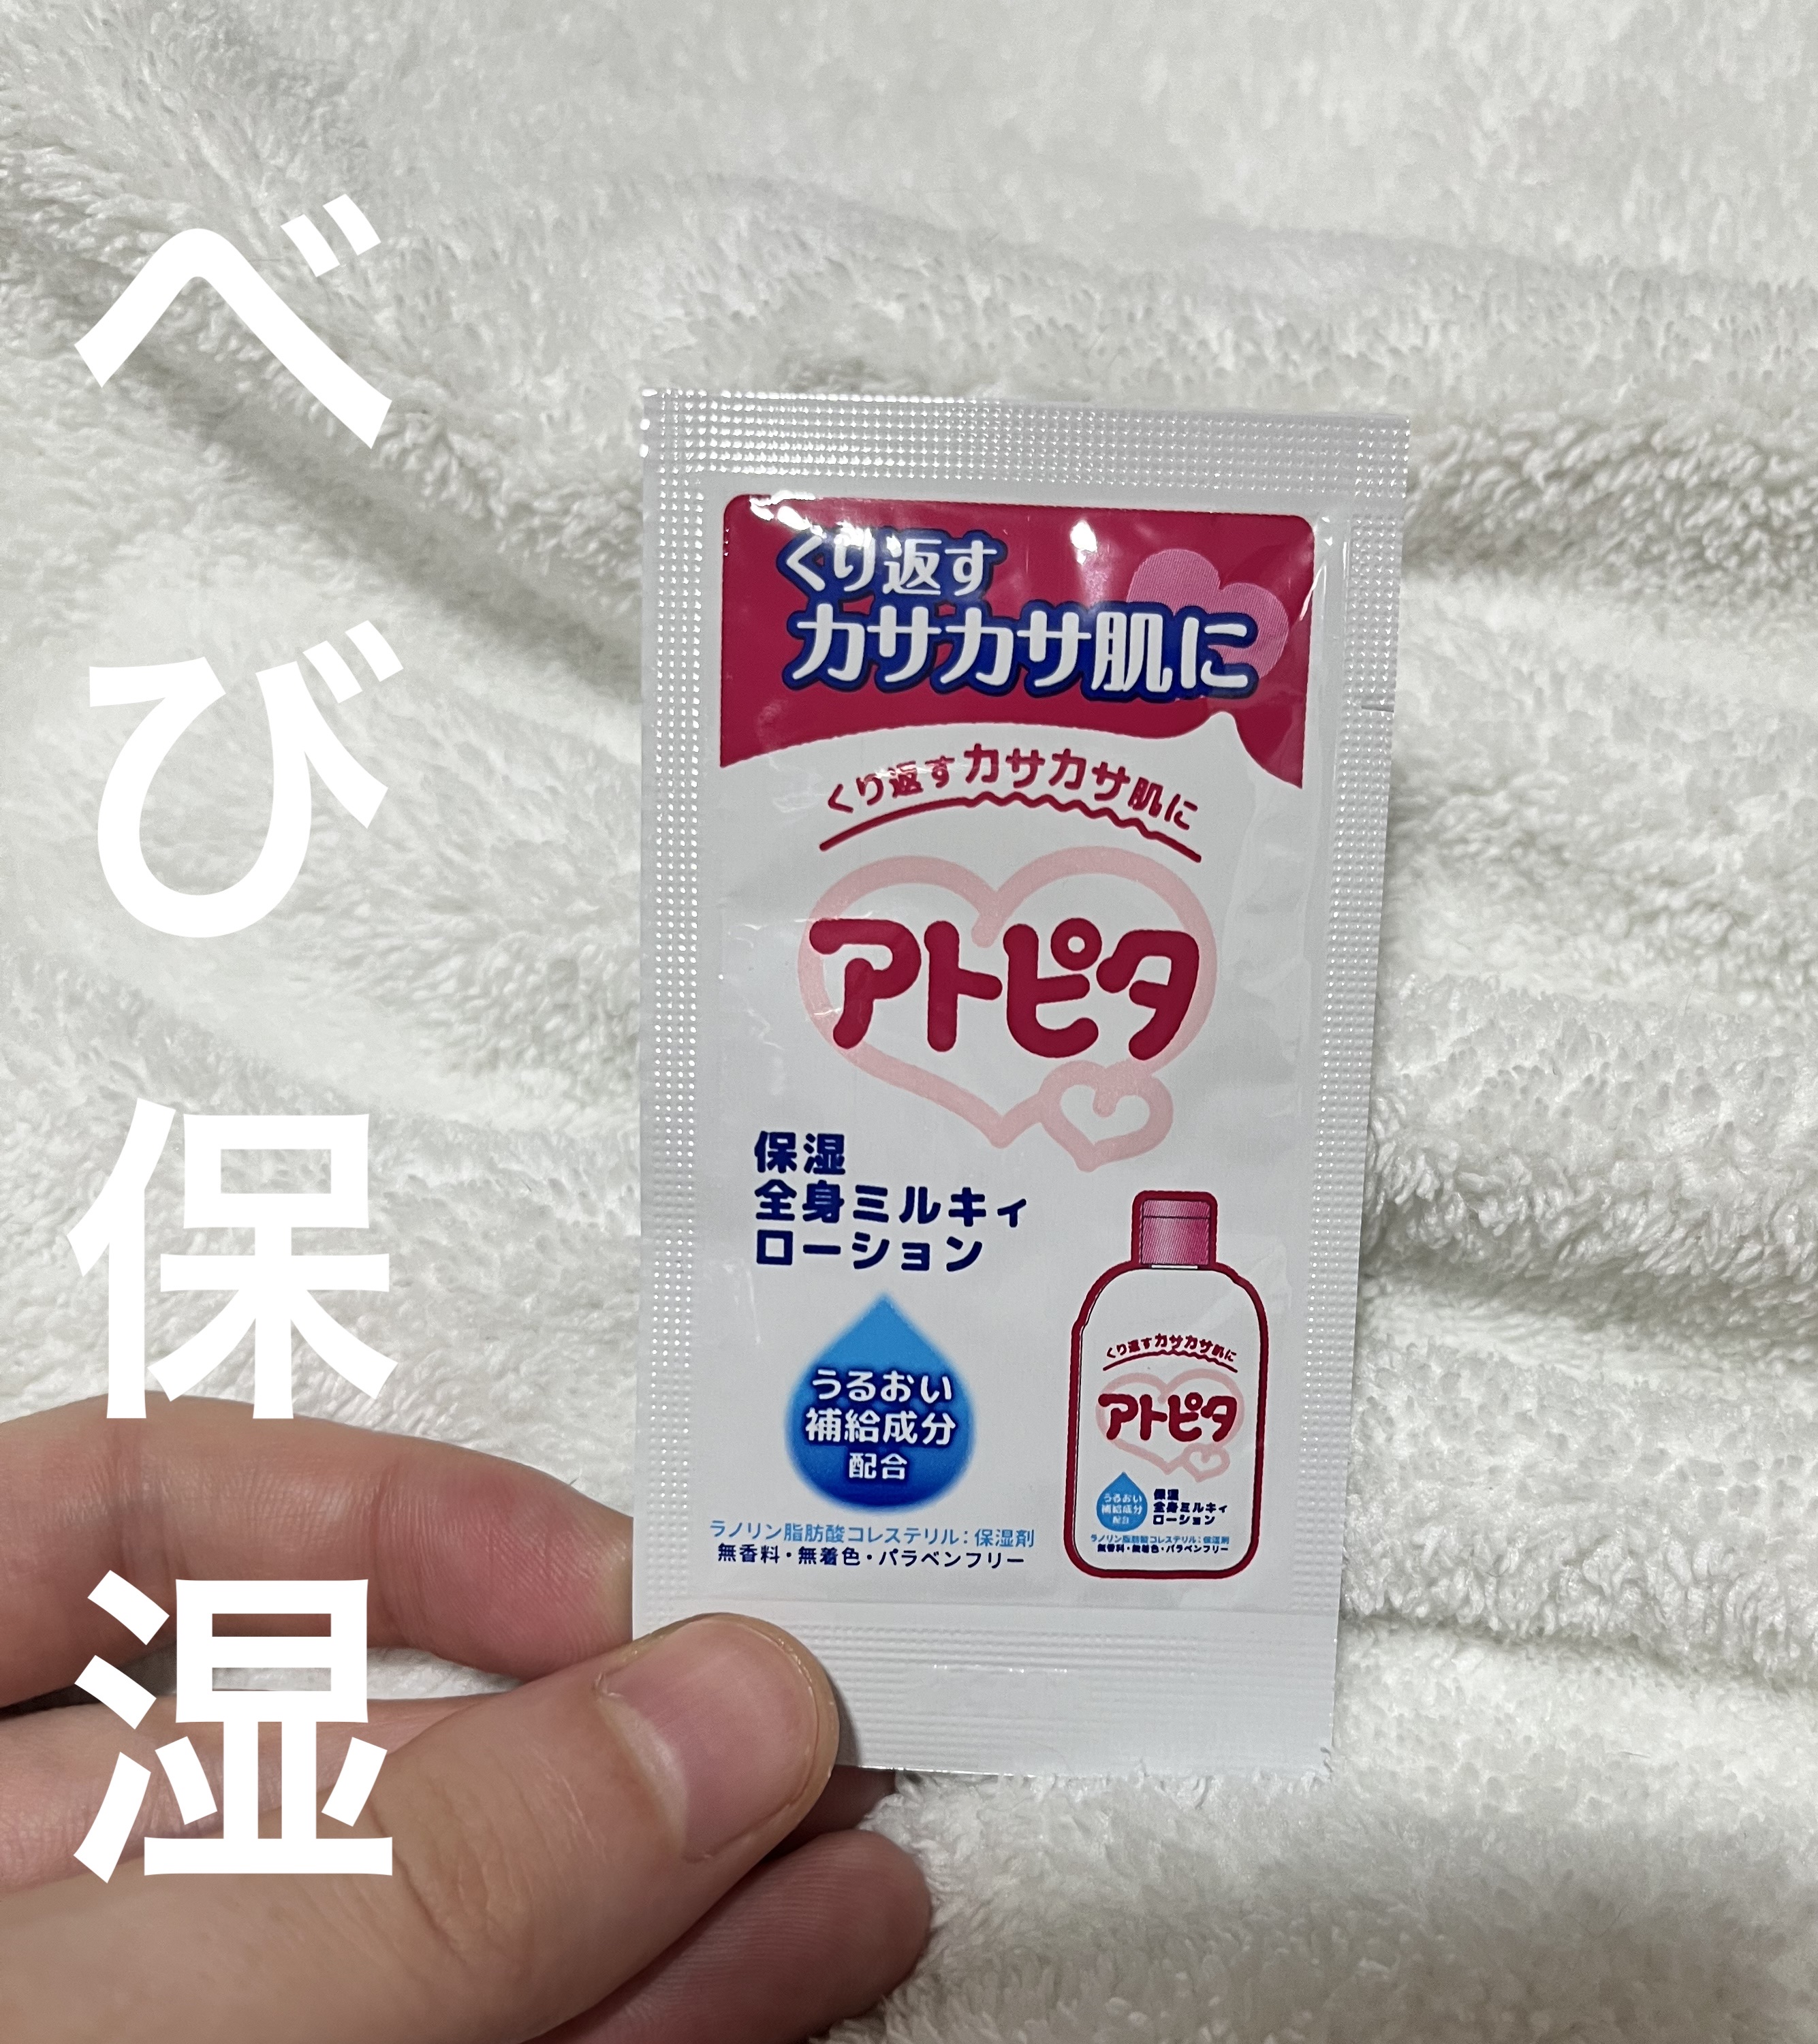 べび保湿
くり返す
カサカサ肌に
くり返すカサカサ肌に
アトピタ
保湿
全身ミルキィ
ローション
うるおい
補給成分
配合
ラノリン脂肪酸コレステリル：保湿剤
無香料・無着色・パラベンフリー
くり返すカサカサ肌に
アトピタ
うるおい
補給成分
配合
保湿
全身ミルキィ
ローション
ラノリン脂肪酸コレステリル：保湿剤
無香料・無着色・パラベンフリー